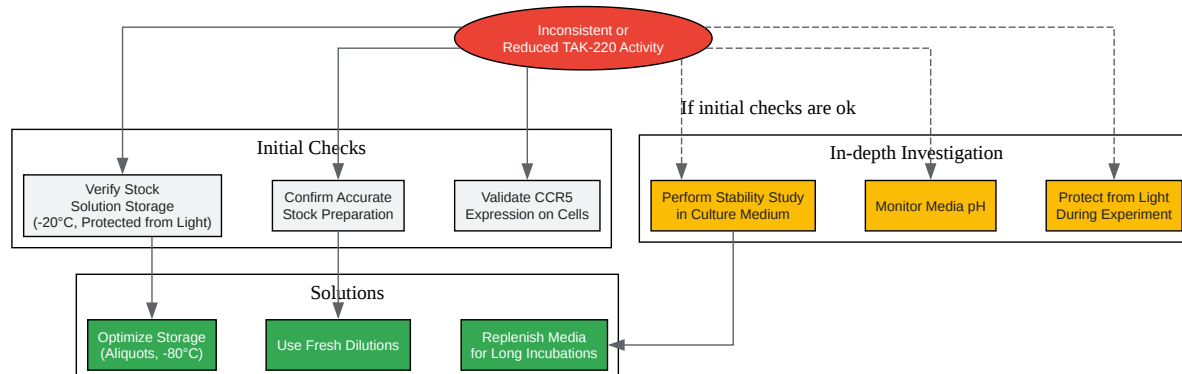 Inconsistent or
Reduced TAK-220 Activity
If initial checks are ok
Initial Checks
In-depth Investigation
Verify Stock
Solution Storage
(-20°C, Protected from Light)
Confirm Accurate
Stock Preparation
Validate CCR5
Expression on Cells
Perform Stability Study
in Culture Medium
Monitor Media pH
Protect from Light
During Experiment
Solutions
Optimize Storage
(Aliquots, -80°C)
Use Fresh Dilutions
Replenish Media
for Long Incubations